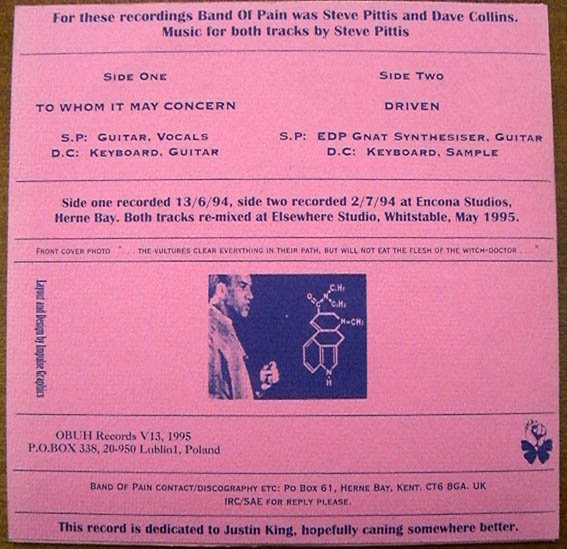 For these recordings Band Of Pain was Steve Pittis and Dave Collins.
Music for both tracks by Steve Pittis
SIDE ONE
TO WHOM IT MAY CONCERN
S.P: GUITAR, VOCALS
D.C: KEYBOARD, GUITAR
SIDE TWO
DRIVEN
S.P: EDP GNAT SYNTHESISER, GUITAR
D.C: KEYBOARD, SAMPLE
Side one recorded 13/6/94, side two recorded 2/7/94 at Encona Studios,
Herne Bay. Both tracks re-mixed at Elsewhere Studio, Whitstable, May 1995.
FRONT COVER PHOTO " . . . THE VULTURES CLEAR EVERYTHING IN THEIR PATH, BUT WILL NOT EAT THE FLESH OF THE WITCH-DOCTOR . . . "
Layout and Design by Impulse Graphics
O
C
N
C₂H₅
C₂H₅
N-CH₃
N
H
OBUH Records V13, 1995
P.O.BOX 338, 20-950 Lublin1, Poland
BAND OF PAIN CONTACT/DISCOGRAPHY ETC: PO BOX 61, HERNE BAY, KENT. CT6 8GA. UK
IRC/SAE FOR REPLY PLEASE.
This record is dedicated to Justin King, hopefully caning somewhere better.